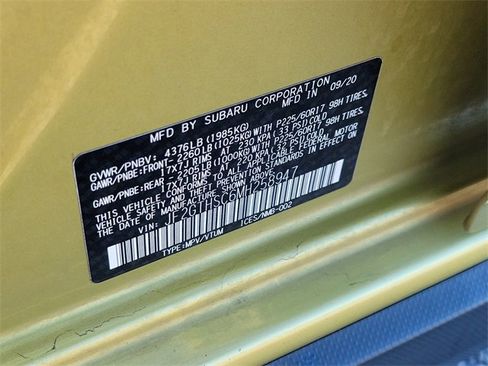 MFD BY SUBARU CORPORATION
MFD IN 09/20
GVWR/PNBV: 4376LB (1985KG)
GAWR/PNBE: FRONT- 2260LB (1025KG) WITH P225/60R17 98H TIRES,
17X7J RIMS AT 230 KPA (33 PSI) COLD
GAWR/PNBE: REAR - 2205LB (1000KG) WITH P225/60R17 98H TIRES,
17X7J RIMS AT 220 KPA (32 PSI) COLD
THIS VEHICLE CONFORMS TO ALL APPLICABLE FEDERAL MOTOR
VEHICLE SAFETY AND THEFT PREVENTION STANDARDS IN EFFECT ON
THE DATE OF MANUFACTURE SHOWN ABOVE.
VIN:
TYPE:MPV/VTUM ICES/NMB-002